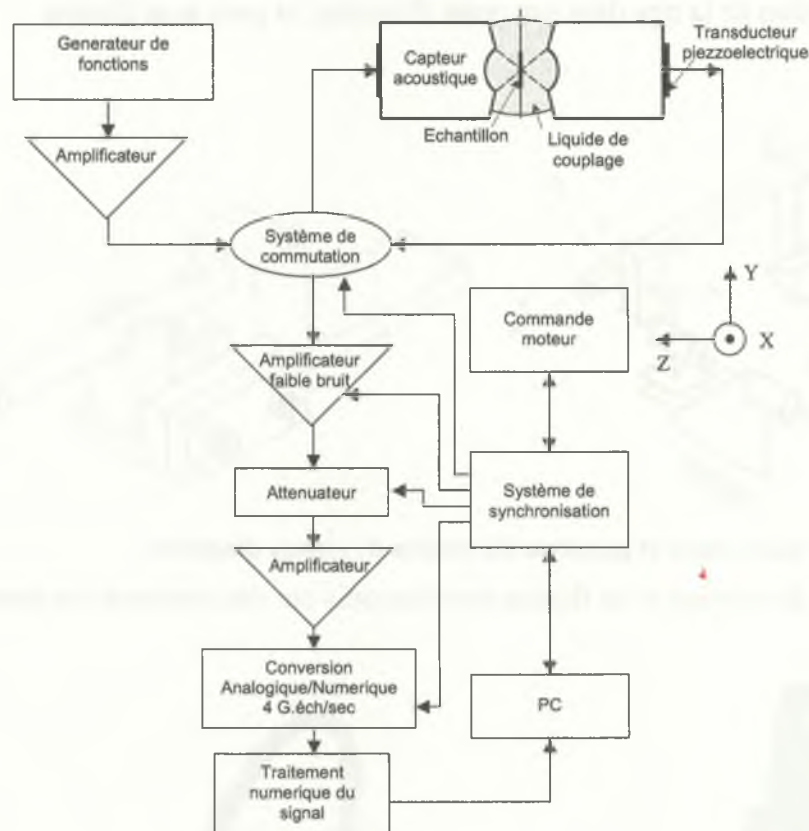 Generateur de
fonctions
Capteur
acoustique
Transducteur
piezzoelectrique
Echantillon
Liquide de
couplage
Amplificateur
Système de
commutation
Commande
moteur
Y
X
Z
Amplificateur
faible bruit
Attenuateur
Système de
synchronisation
Amplificateur
Conversion
Analogique/Numerique
4 G.éch/sec
PC
Traitement
numerique du
signal